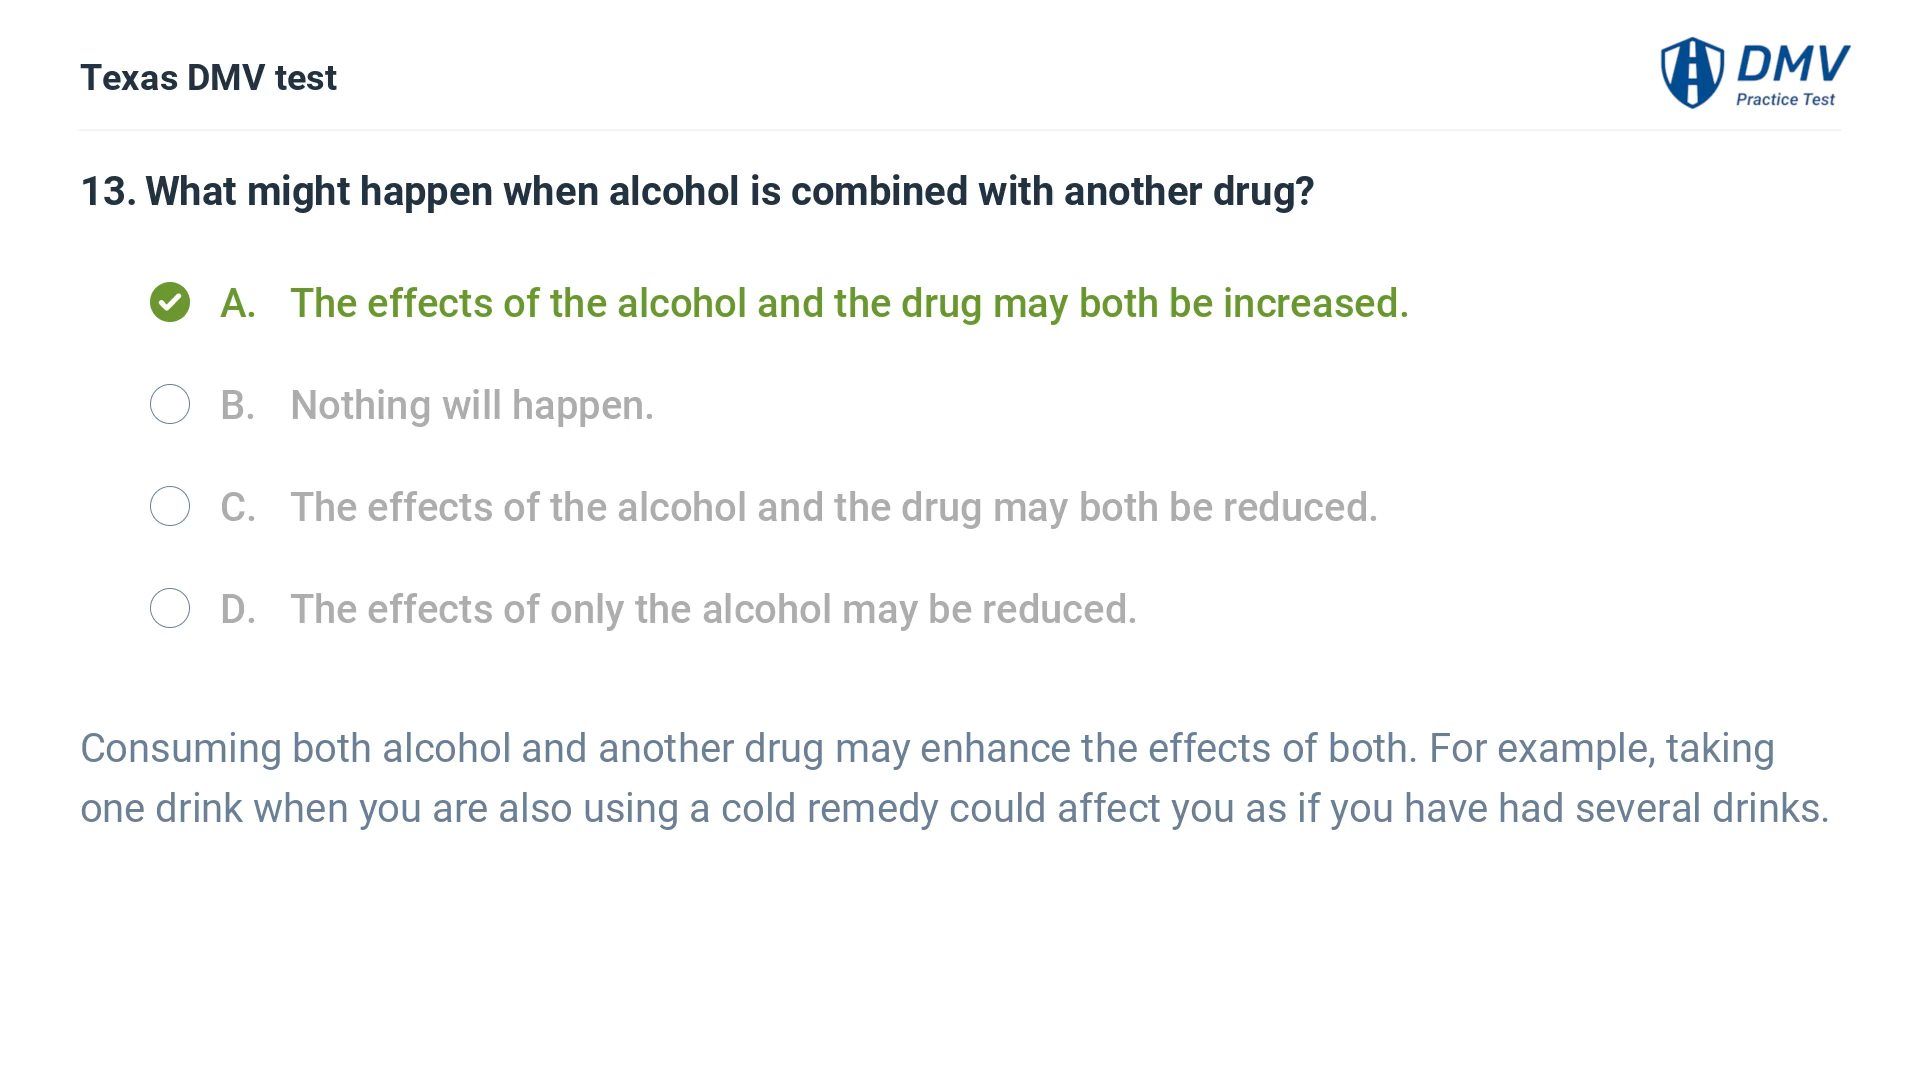 Texas DMV test
DMV
Practice Test
13. What might happen when alcohol is combined with another drug?
A. The effects of the alcohol and the drug may both be increased.
B. Nothing will happen.
C. The effects of the alcohol and the drug may both be reduced.
D. The effects of only the alcohol may be reduced.
Consuming both alcohol and another drug may enhance the effects of both. For example, taking
one drink when you are also using a cold remedy could affect you as if you have had several drinks.